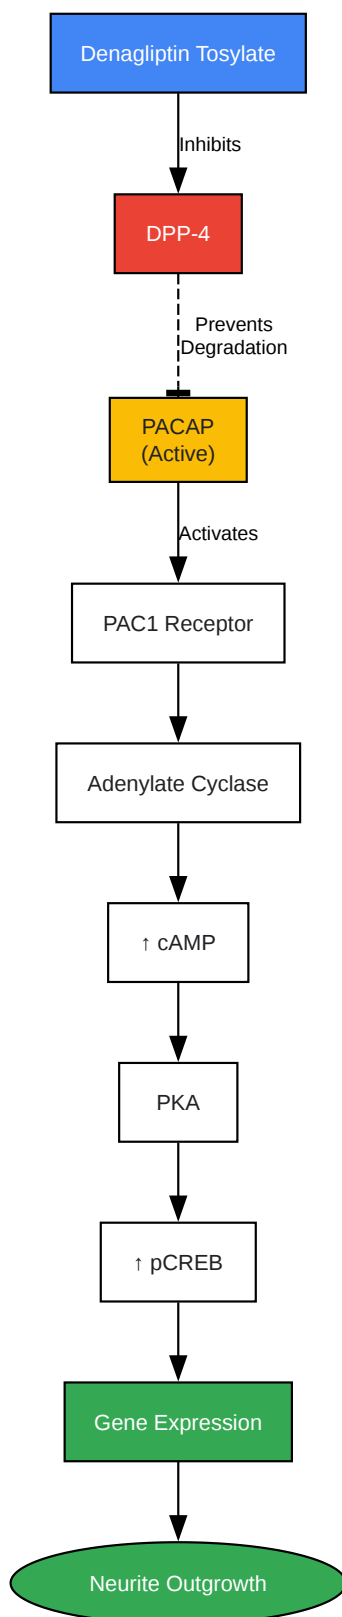 Denagliptin Tosylate
Inhibits
DPP-4
Prevents
Degradation
PACAP
(Active)
Activates
PAC1 Receptor
Adenylate Cyclase
↑ cAMP
PKA
↑ pCREB
Gene Expression
Neurite Outgrowth